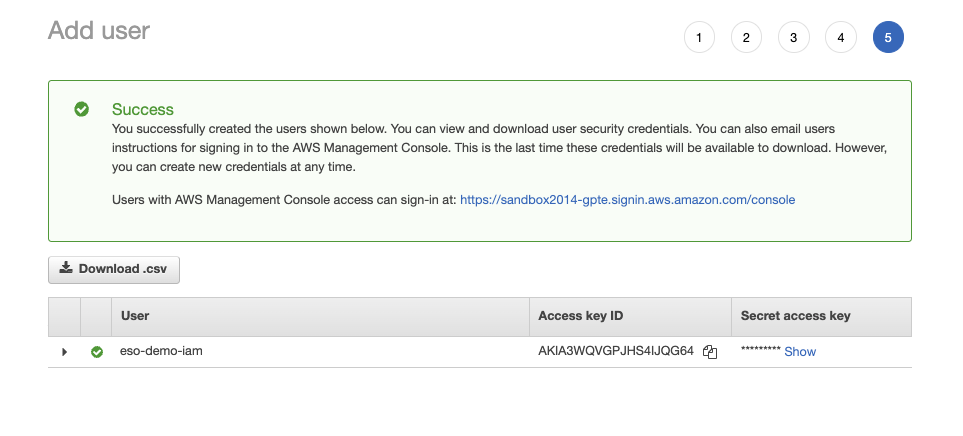 Add user
1 2 3 4 5
Success
You successfully created the users shown below. You can view and download user security credentials. You can also email users
instructions for signing in to the AWS Management Console. This is the last time these credentials will be available to download. However,
you can create new credentials at any time.
Users with AWS Management Console access can sign-in at: https://sandbox2014-gpte.signin.aws.amazon.com/console
Download .csv
User Access key ID Secret access key
eso-demo-iam AKIA3WQVGPJHS4IJQG64 ********* Show